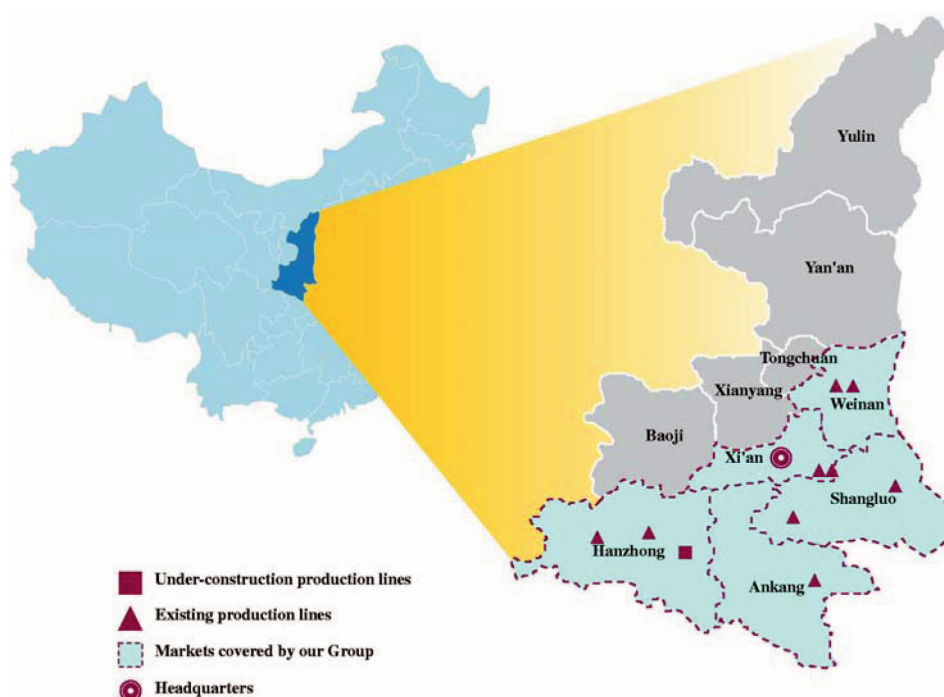 Yulin
Yan'an
Tongchuan
Xianyang
Weinan
Baoji
Xi'an
Shangluo
Hanzhong
Ankang
Under-construction production lines
Existing production lines
Markets covered by our Group
Headquarters